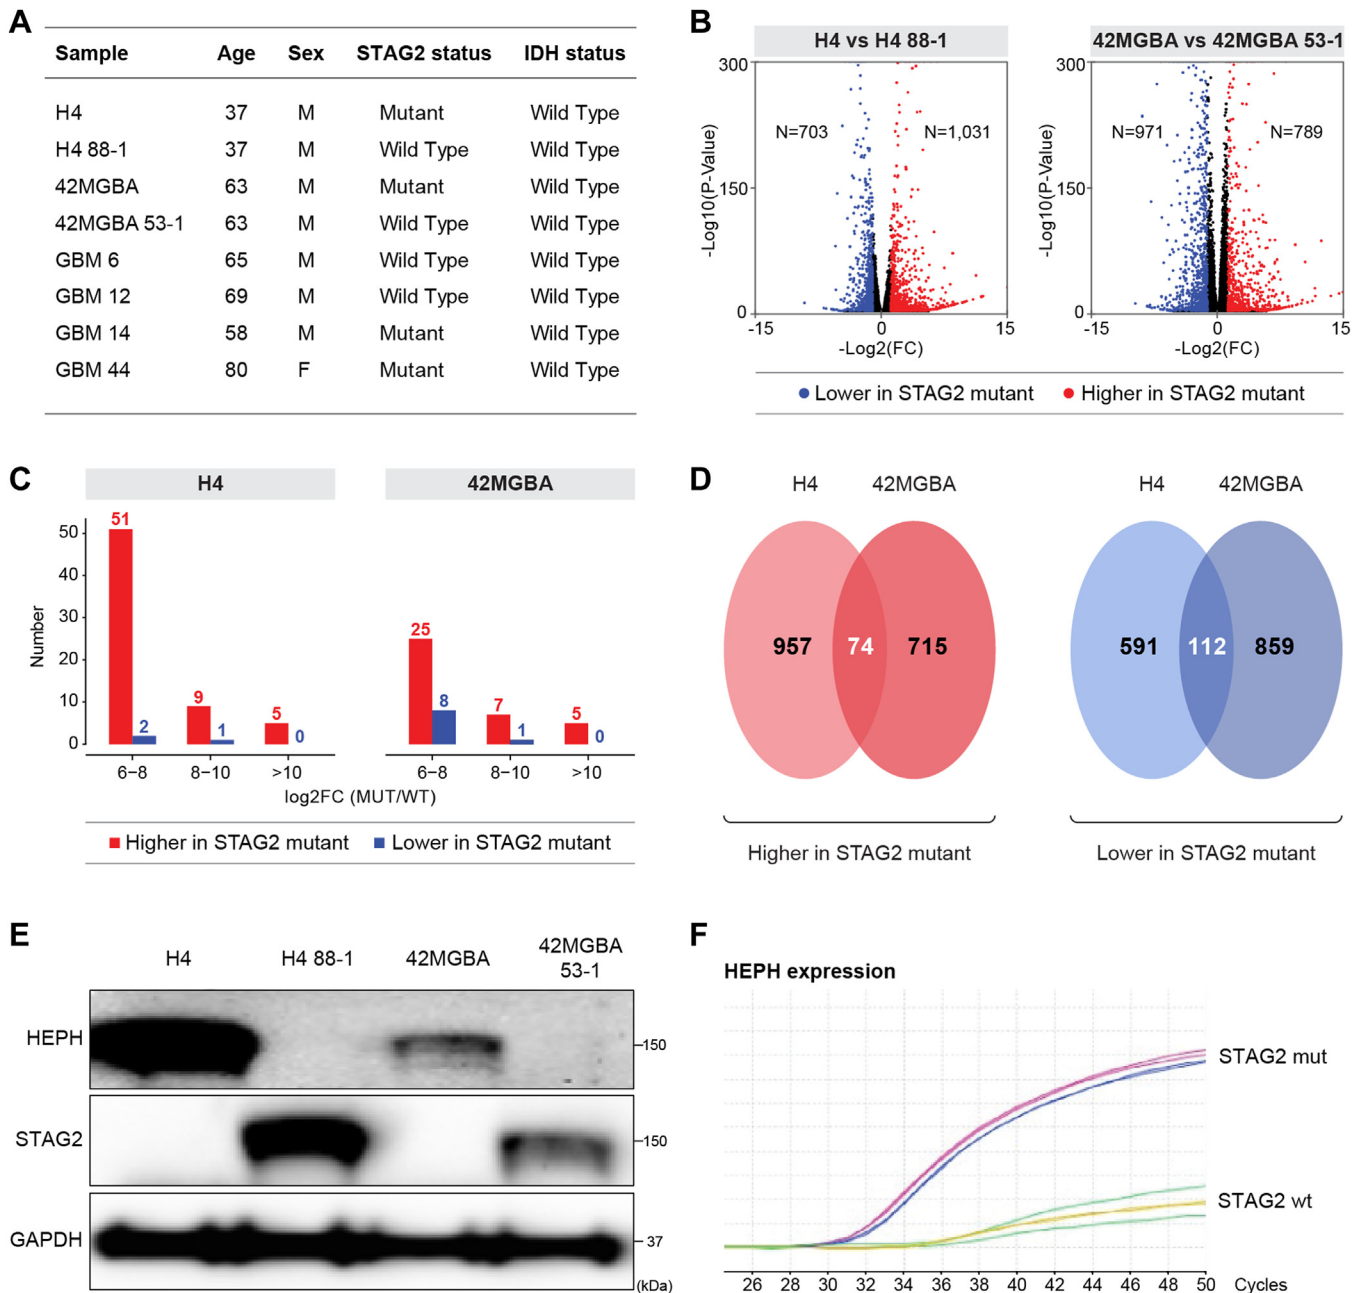 A
Sample Age Sex STAG2 status IDH status
H4 37 M Mutant Wild Type
H4 88-1 37 M Wild Type Wild Type
42MGBA 63 M Mutant Wild Type
42MGBA 53-1 63 M Wild Type Wild Type
GBM 6 65 M Wild Type Wild Type
GBM 12 69 M Wild Type Wild Type
GBM 14 58 M Mutant Wild Type
GBM 44 80 F Mutant Wild Type
B
H4 vs H4 88-1
300
150
0
-Log10(P-Value)
N=703
N=1,031
-15 0 15
-Log2(FC)
42MGBA vs 42MGBA 53-1
300
150
0
-Log10(P-Value)
N=971
N=789
-15 0 15
-Log2(FC)
Lower in STAG2 mutant Higher in STAG2 mutant
C
H4
42MGBA
Number
50
40
30
20
10
0
51
2
9
1
5
0
6–8 8–10 >10
25
8
7
1
5
0
6–8 8–10 >10
log2FC (MUT/WT)
Higher in STAG2 mutant Lower in STAG2 mutant
D
H4 42MGBA
957 74 715
Higher in STAG2 mutant
H4 42MGBA
591 112 859
Lower in STAG2 mutant
E
H4 H4 88-1 42MGBA 42MGBA
53-1
HEPH 150
STAG2 150
GAPDH 37
(kDa)
F
HEPH expression
STAG2 mut
STAG2 wt
26 28 30 32 34 36 38 40 42 44 46 48 50 Cycles